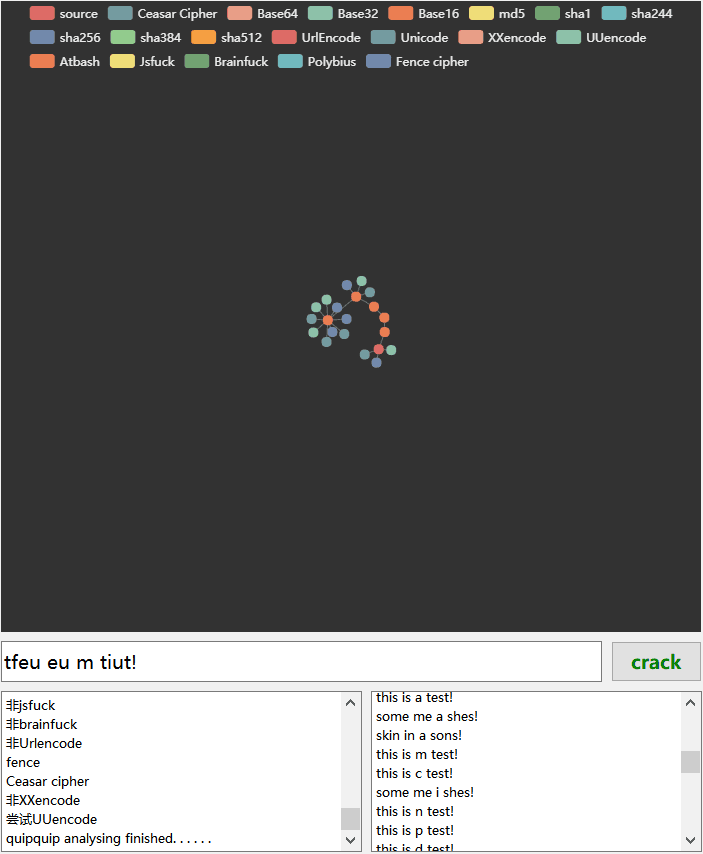 source Ceasar Cipher Base64 Base32 Base16 md5 sha1 sha244
sha256 sha384 sha512 UrlEncode Unicode XXencode UUencode
Atbash Jsfuck Brainfuck Polybius Fence cipher
tfeu eu m tiut!
crack
非jsfuck
非brainfuck
非Urlencode
fence
Ceasar cipher
非XXencode
尝试UUencode
quipquip analysing finished. . . . . .
this is a test!
some me a shes!
skin in a sons!
this is m test!
this is c test!
some me i shes!
this is n test!
this is p test!
this is d test!